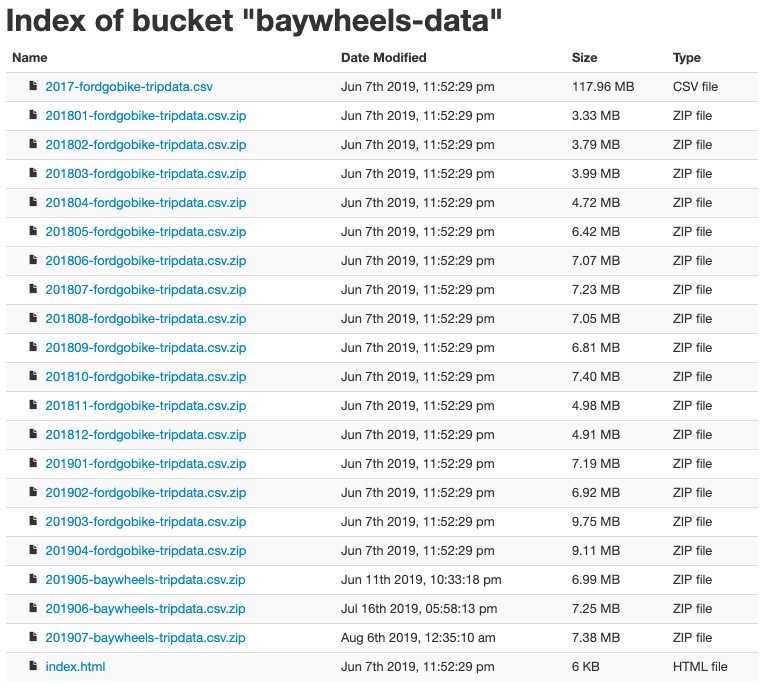 Index of bucket "baywheels-data"
Name Date Modified Size Type
2017-fordgobike-tripdata.csv Jun 7th 2019, 11:52:29 pm 117.96 MB CSV file
201801-fordgobike-tripdata.csv.zip Jun 7th 2019, 11:52:29 pm 3.33 MB ZIP file
201802-fordgobike-tripdata.csv.zip Jun 7th 2019, 11:52:29 pm 3.79 MB ZIP file
201803-fordgobike-tripdata.csv.zip Jun 7th 2019, 11:52:29 pm 3.99 MB ZIP file
201804-fordgobike-tripdata.csv.zip Jun 7th 2019, 11:52:29 pm 4.72 MB ZIP file
201805-fordgobike-tripdata.csv.zip Jun 7th 2019, 11:52:29 pm 6.42 MB ZIP file
201806-fordgobike-tripdata.csv.zip Jun 7th 2019, 11:52:29 pm 7.07 MB ZIP file
201807-fordgobike-tripdata.csv.zip Jun 7th 2019, 11:52:29 pm 7.23 MB ZIP file
201808-fordgobike-tripdata.csv.zip Jun 7th 2019, 11:52:29 pm 7.05 MB ZIP file
201809-fordgobike-tripdata.csv.zip Jun 7th 2019, 11:52:29 pm 6.81 MB ZIP file
201810-fordgobike-tripdata.csv.zip Jun 7th 2019, 11:52:29 pm 7.40 MB ZIP file
201811-fordgobike-tripdata.csv.zip Jun 7th 2019, 11:52:29 pm 4.98 MB ZIP file
201812-fordgobike-tripdata.csv.zip Jun 7th 2019, 11:52:29 pm 4.91 MB ZIP file
201901-fordgobike-tripdata.csv.zip Jun 7th 2019, 11:52:29 pm 7.19 MB ZIP file
201902-fordgobike-tripdata.csv.zip Jun 7th 2019, 11:52:29 pm 6.92 MB ZIP file
201903-fordgobike-tripdata.csv.zip Jun 7th 2019, 11:52:29 pm 9.75 MB ZIP file
201904-fordgobike-tripdata.csv.zip Jun 7th 2019, 11:52:29 pm 9.11 MB ZIP file
201905-baywheels-tripdata.csv.zip Jun 11th 2019, 10:33:18 pm 6.99 MB ZIP file
201906-baywheels-tripdata.csv.zip Jul 16th 2019, 05:58:13 pm 7.25 MB ZIP file
201907-baywheels-tripdata.csv.zip Aug 6th 2019, 12:35:10 am 7.38 MB ZIP file
index.html Jun 7th 2019, 11:52:29 pm 6 KB HTML file